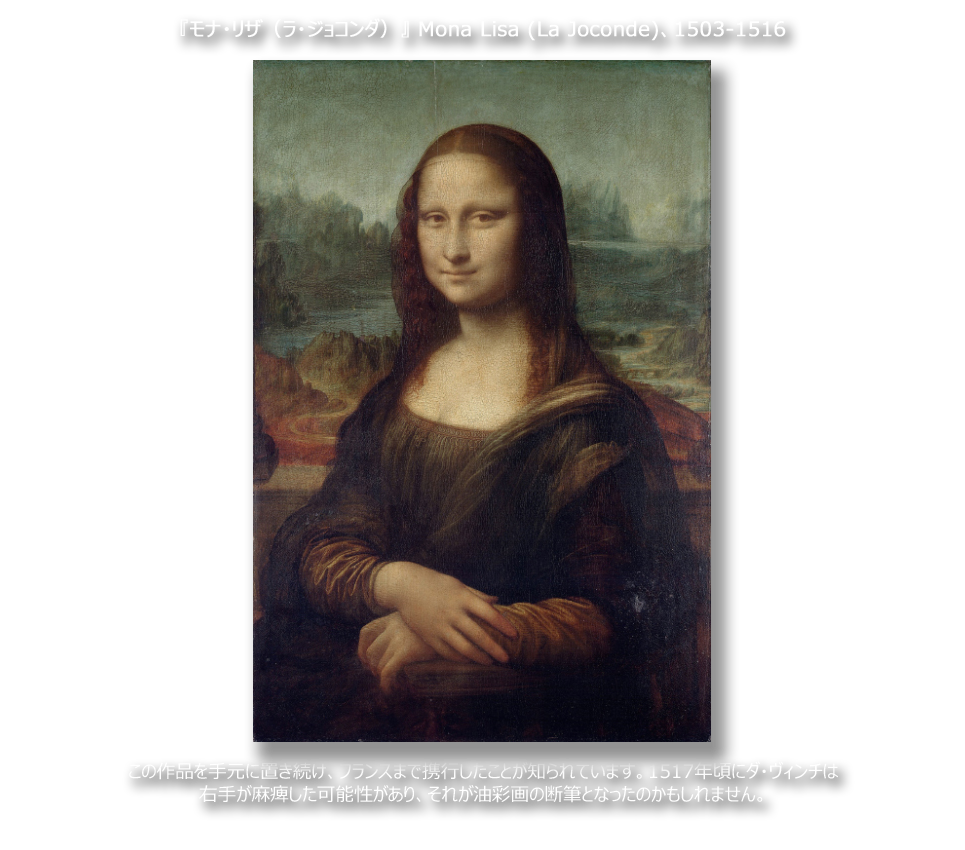 『モナ・リザ（ラ・ジョコンダ）』 Mona Lisa (La Joconde)、1503-1516
この作品を手元に置き続け、フランスまで携行したことが知られています。1517年頃にダ・ヴィンチは
右手が麻痺した可能性があり、それが油彩画の断筆となったのかもしれません。